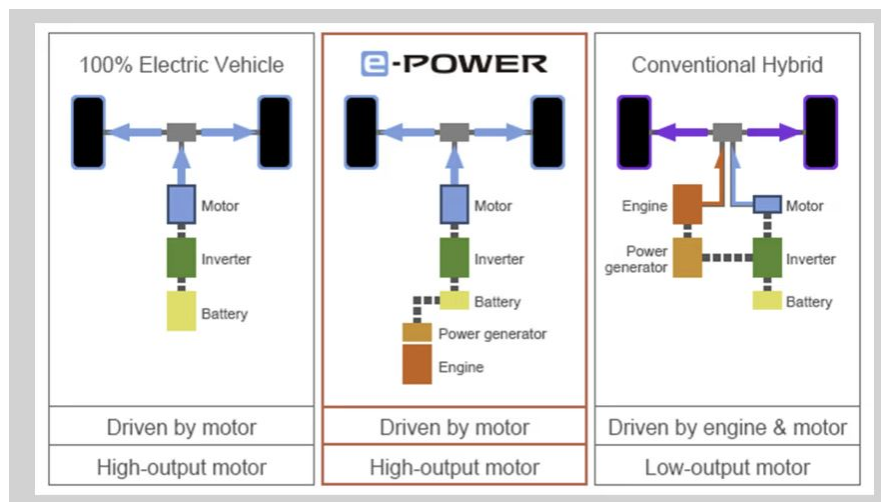 100% Electric Vehicle
Motor
Inverter
Battery
Driven by motor
High-output motor
e-POWER
Motor
Inverter
Battery
Power generator
Engine
Driven by motor
High-output motor
Conventional Hybrid
Engine
Motor
Power
generator
Inverter
Battery
Driven by engine & motor
Low-output motor